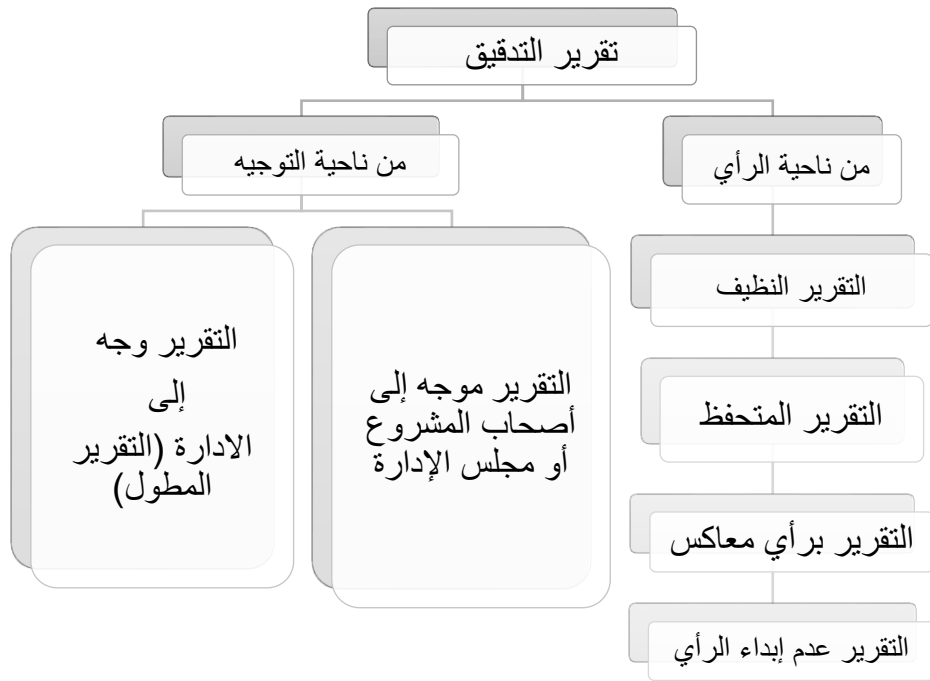 تقرير التدقيق
من ناحية الرأي
من ناحية التوجيه
التقرير النظيف
التقرير المتحفظ
التقرير برأي معاكس
التقرير عدم إبداء الرأي
التقرير موجه إلى
أصحاب المشروع
أو مجلس الإدارة
التقرير وجه
إلى
الادارة (التقرير
المطول)